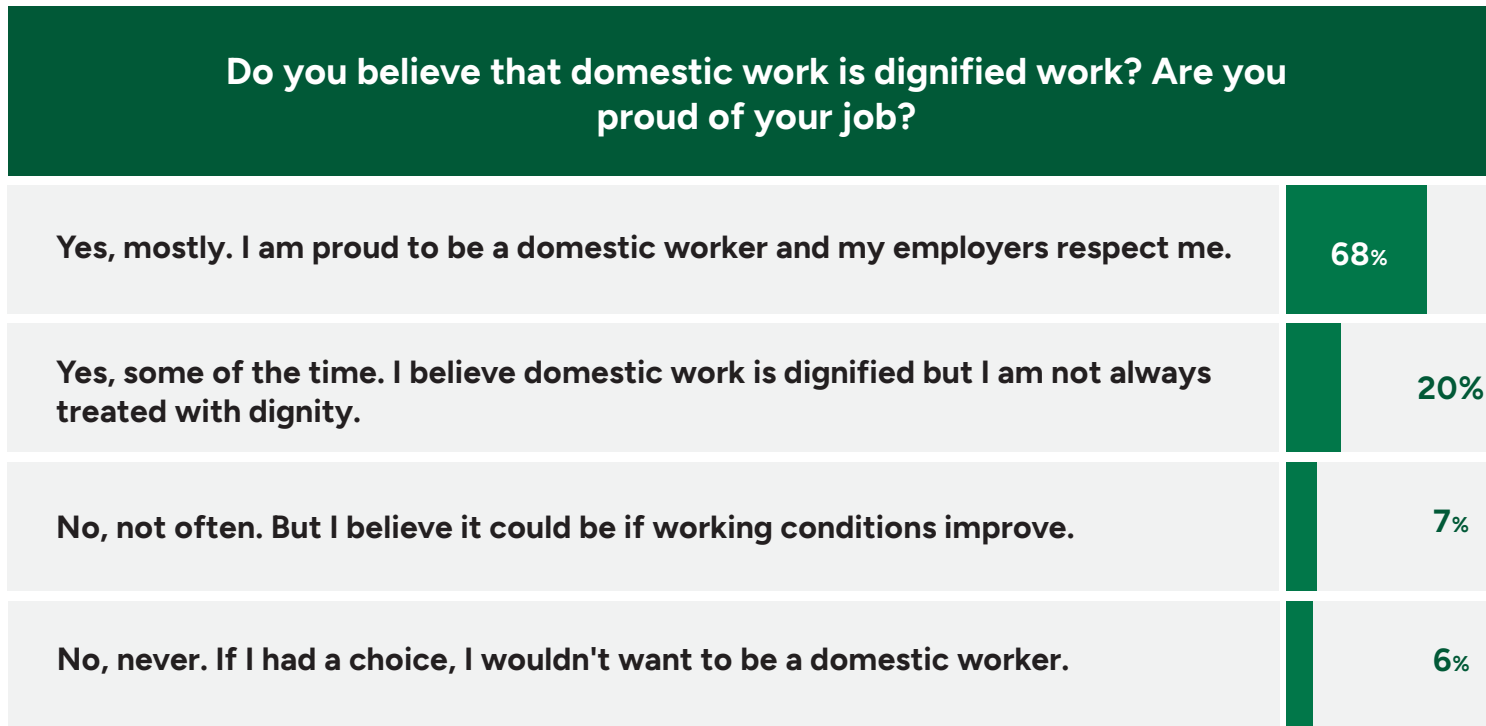 Do you believe that domestic work is dignified work? Are you
proud of your job?
Yes, mostly. I am proud to be a domestic worker and my employers respect me.
68%
Yes, some of the time. I believe domestic work is dignified but I am not always
treated with dignity.
20%
No, not often. But I believe it could be if working conditions improve.
7%
No, never. If I had a choice, I wouldn't want to be a domestic worker.
6%